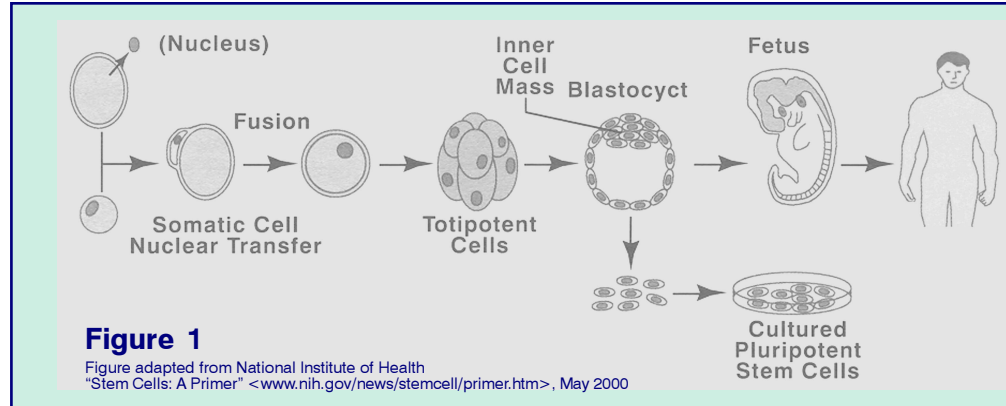 (Nucleus)
Fusion
Somatic Cell
Nuclear Transfer
Totipotent
Cells
Inner
Cell
Mass
Blastocyct
Fetus
Cultured
Pluripotent
Stem Cells
Figure 1
Figure adapted from National Institute of Health
“Stem Cells: A Primer” <www.nih.gov/news/stemcell/primer.htm>, May 2000